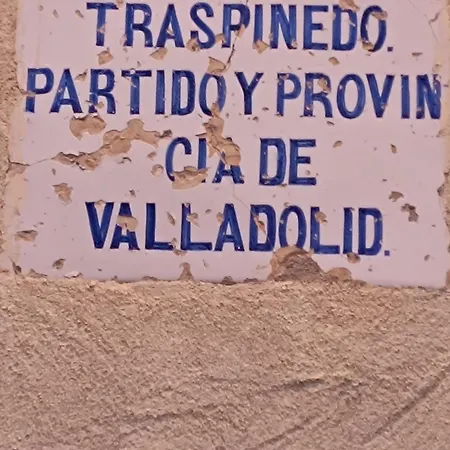 TRASPINEDO.
PARTIDO Y PROVIN
CIA DE
VALLADOLID.